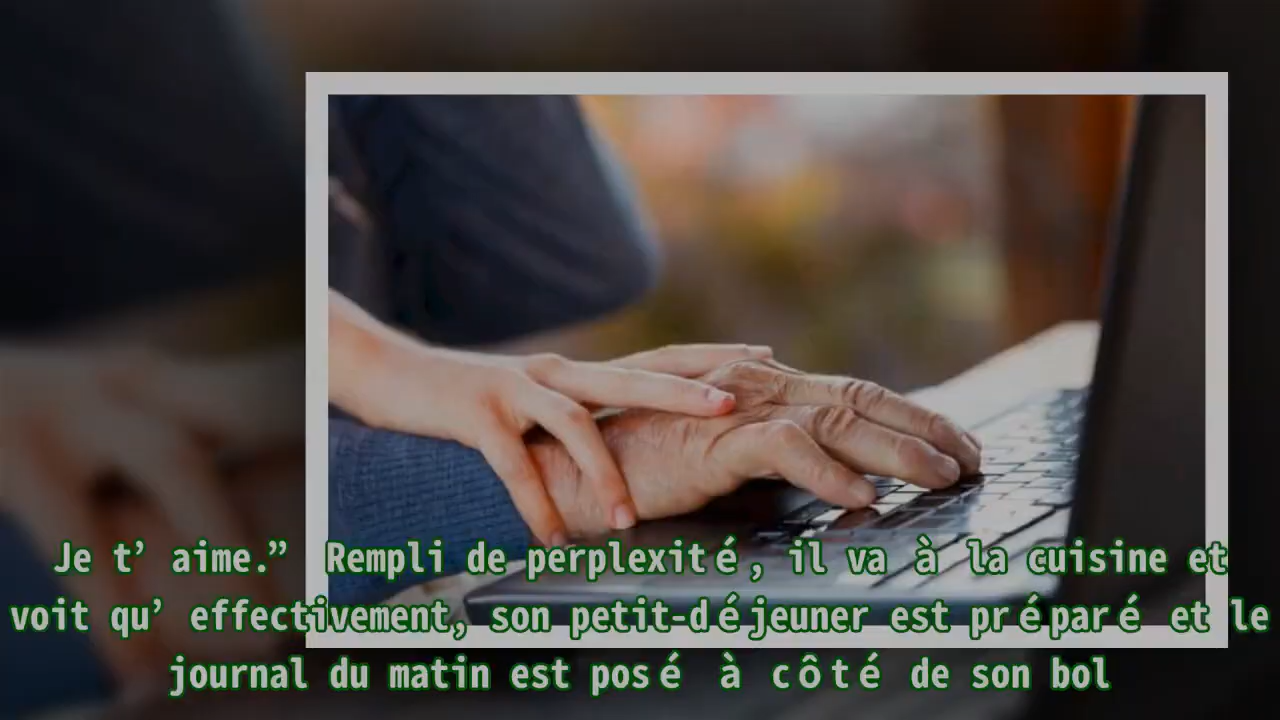 Je t’ aime.” Rempli de perplexité, il va à la cuisine et
voit qu’ effectivement, son petit-déjeuner est préparé et le
journal du matin est posé à côté de son bol